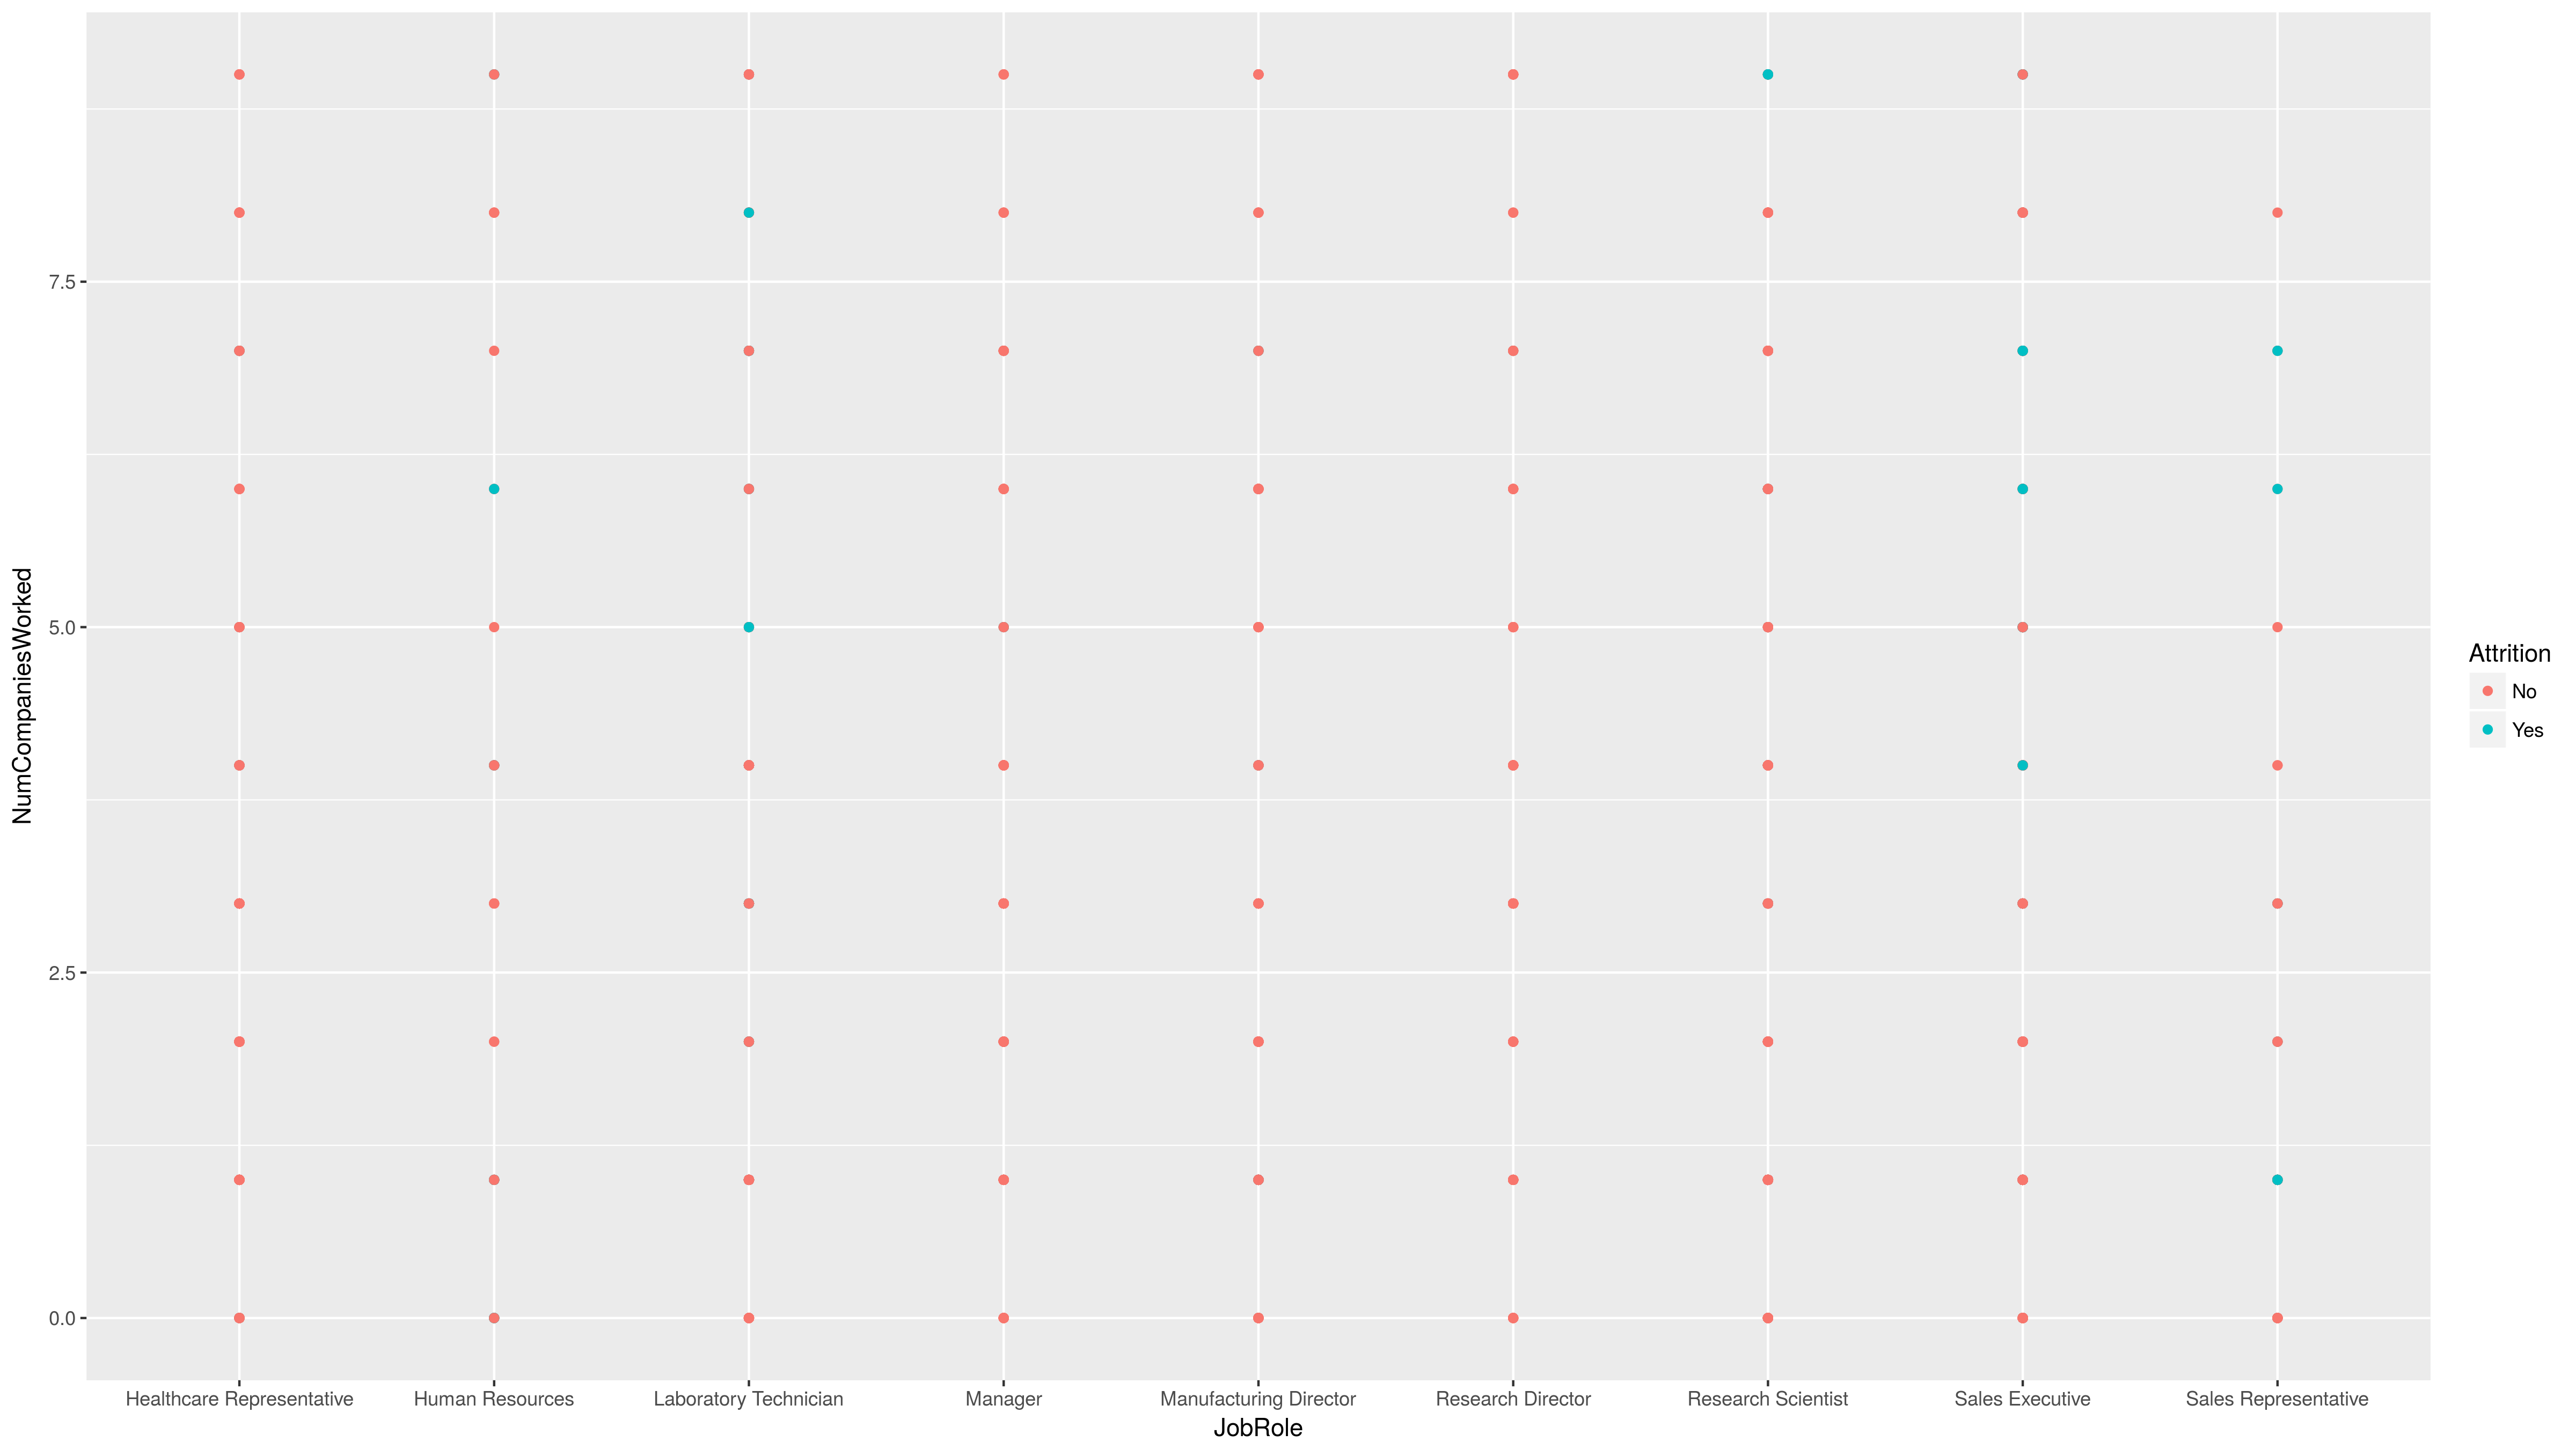 NumCompaniesWorked
7.5
5.0
2.5
0.0
Healthcare Representative
Human Resources
Laboratory Technician
Manager
Manufacturing Director
Research Director
Research Scientist
Sales Executive
Sales Representative
JobRole
Attrition
No
Yes